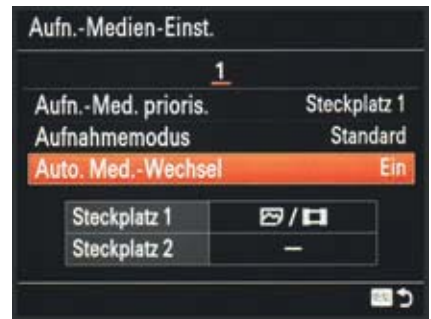 Aufn.-Medien-Einst.
1
Aufn.-Med. prioris. Steckplatz 1
Aufnahmemodus Standard
Auto. Med.-Wechsel Ein
Steckplatz 1 /
Steckplatz 2 –